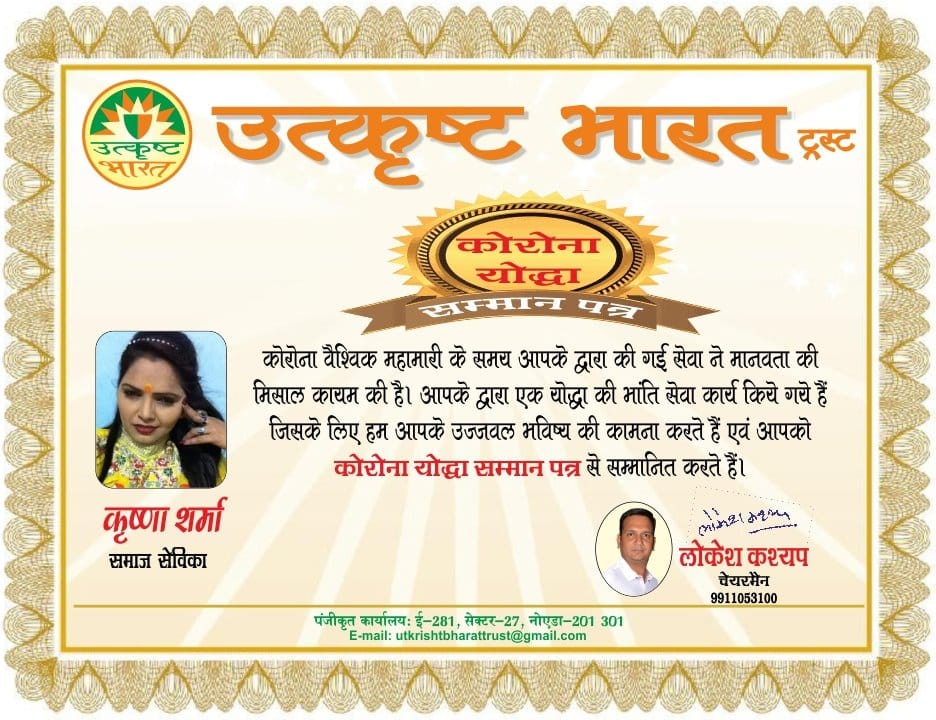 उत्कृष्ट
भारत
उत्कृष्ट भारत ट्रस्ट
कोरोना
योद्धा
सम्मान पत्र
कोरोना वैश्विक महामारी के समय आपके द्वारा की गई सेवा ने मानवता की
मिसाल कायम की है। आपके द्वारा एक योद्धा की भांति सेवा कार्य किये गये हैं
जिसके लिए हम आपके उज्जवल भविष्य की कामना करते हैं एवं आपको
कोरोना योद्धा सम्मान पत्र से सम्मानित करते हैं।
कृष्णा शर्मा
समाज सेविका
लोकेश कश्यप
लोकेश कश्यप
चेयरमैन
9911053100
पंजीकृत कार्यालय: ई-281, सेक्टर-27, नोएडा-201 301
E-mail: utkrishtbharattrust@gmail.com